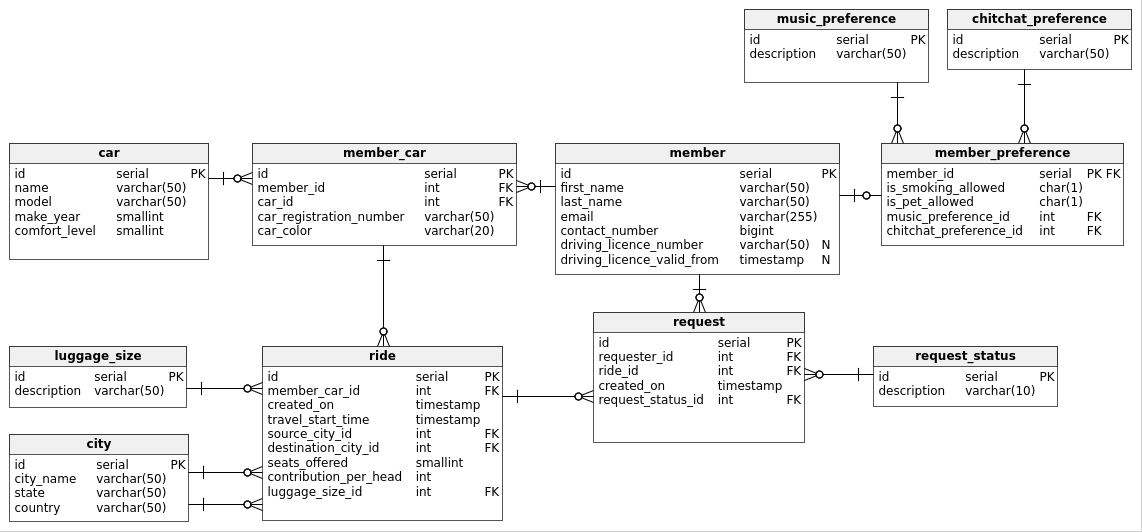 music_preference
id serial PK
description varchar(50)
chitchat_preference
id serial PK
description varchar(50)
car
id serial PK
name varchar(50)
model varchar(50)
make_year smallint
comfort_level smallint
member_car
id serial PK
member_id int FK
car_id int FK
car_registration_number varchar(50)
car_color varchar(20)
member
id serial PK
first_name varchar(50)
last_name varchar(50)
email varchar(255)
contact_number bigint
driving_licence_number varchar(50) N
driving_licence_valid_from timestamp N
member_preference
member_id serial PK FK
is_smoking_allowed char(1)
is_pet_allowed char(1)
music_preference_id int FK
chitchat_preference_id int FK
luggage_size
id serial PK
description varchar(50)
ride
id serial PK
member_car_id int FK
created_on timestamp
travel_start_time timestamp
source_city_id int FK
destination_city_id int FK
seats_offered smallint
contribution_per_head int
luggage_size_id int FK
request
id serial PK
requester_id int FK
ride_id int FK
created_on timestamp
request_status_id int FK
request_status
id serial PK
description varchar(10)
city
id serial PK
city_name varchar(50)
state varchar(50)
country varchar(50)